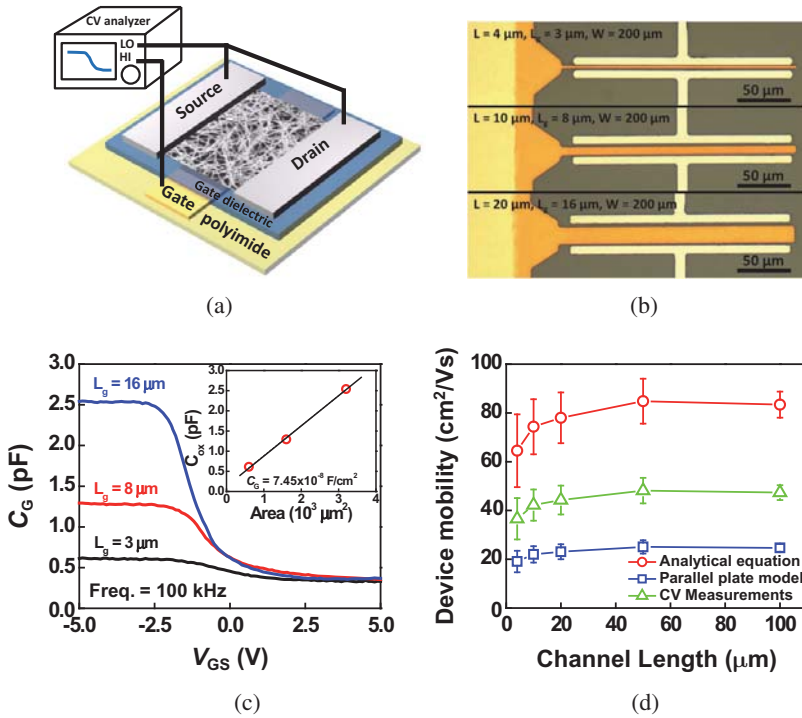 CV analyzer
LO
HI
Source
Drain
Gate dielectric
Gate
polyimide
(a)
L = 4 μm, Lg = 3 μm, W = 200 μm
50 μm
L = 10 μm, Lg = 8 μm, W = 200 μm
50 μm
L = 20 μm, Lg = 16 μm, W = 200 μm
50 μm
(b)
3.0
2.5
2.0
1.5
1.0
0.5
0.0
CG (pF)
Lg = 16 μm
Lg = 8 μm
Lg = 3 μm
Freq. = 100 kHz
-5.0 -2.5 0.0 2.5 5.0
VGS (V)
3.0
2.5
2.0
1.5
1.0
0.5
0.0
Cox (pF)
CG = 7.45x10⁻⁸ F/cm²
0 1 2 3 4
Area (10³ μm²)
(c)
100
80
60
40
20
0
Device mobility (cm²/Vs)
Analytical equation
Parallel plate model
CV Measurements
0 20 40 60 80 100
Channel Length (μm)
(d)